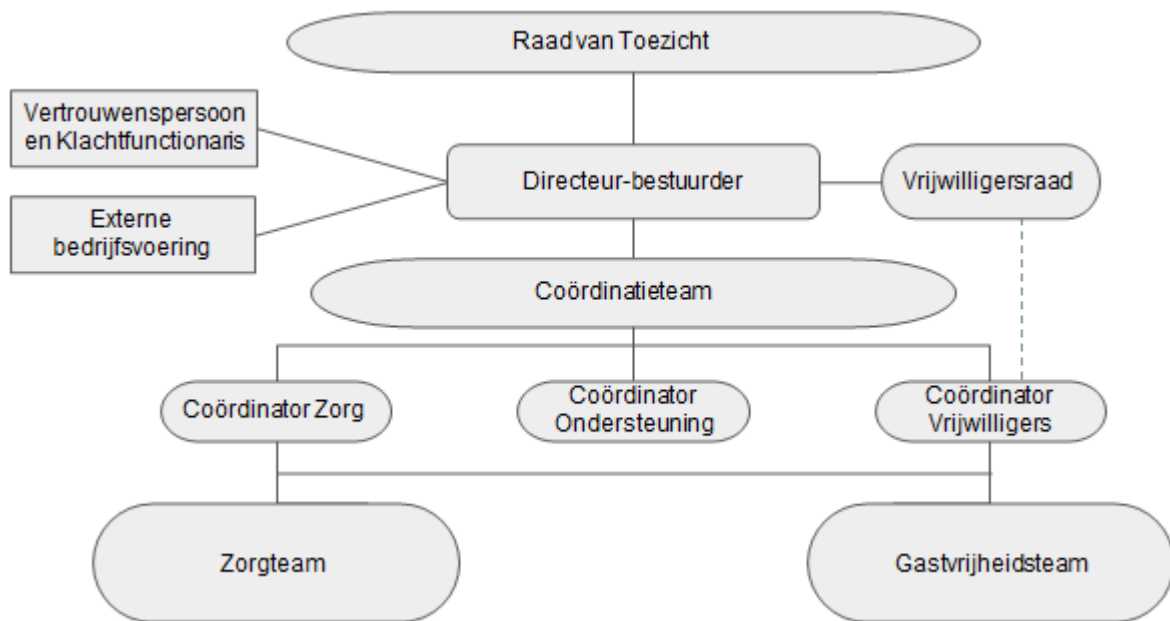 Raad van Toezicht
Vertrouwenspersoon
en Klachtfunctionaris
Directeur-bestuurder
Vrijwilligersraad
Externe
bedrijfsvoering
Coördinatieteam
Coördinator Zorg
Coördinator
Ondersteuning
Coördinator
Vrijwilligers
Zorgteam
Gastvrijheidsteam